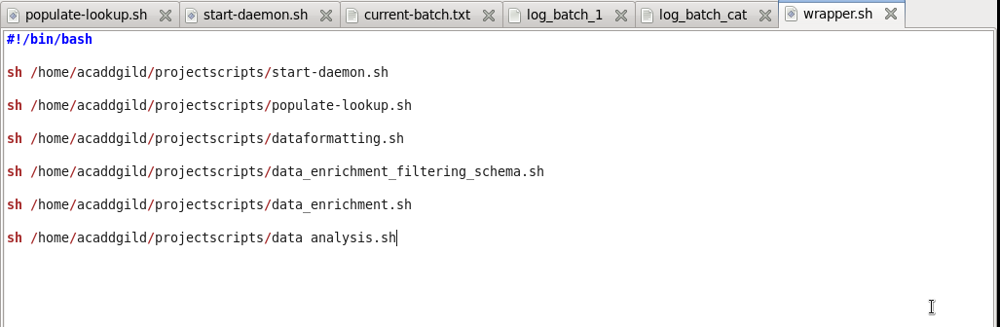 populate-lookup.sh start-daemon.sh current-batch.txt log_batch_1 log_batch_cat wrapper.sh
#!/bin/bash
sh /home/acaddgild/projectscripts/start-daemon.sh
sh /home/acaddgild/projectscripts/populate-lookup.sh
sh /home/acaddgild/projectscripts/dataformatting.sh
sh /home/acaddgild/projectscripts/data_enrichment_filtering_schema.sh
sh /home/acaddgild/projectscripts/data_enrichment.sh
sh /home/acaddgild/projectscripts/data analysis.sh